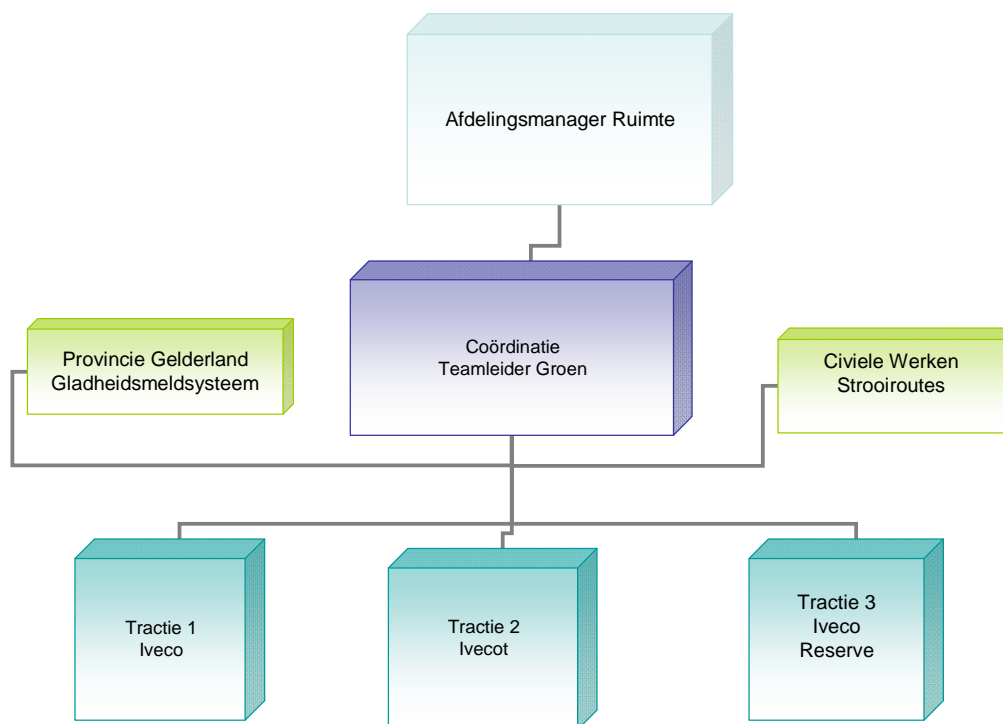 Afdelingsmanager Ruimte
Coördinatie
Teamleider Groen
Provincie Gelderland
Gladheidsmeldsysteem
Civiele Werken
Strooiroutes
Tractie 1
Iveco
Tractie 2
Ivecot
Tractie 3
Iveco
Reserve